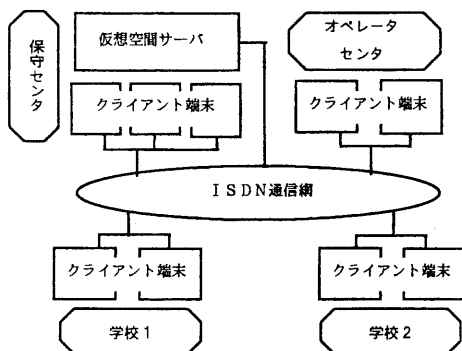 保守センタ
仮想空間サーバ
オペレータ
センタ
クライアント端末
クライアント端末
ISDN通信網
クライアント端末
クライアント端末
学校1
学校2